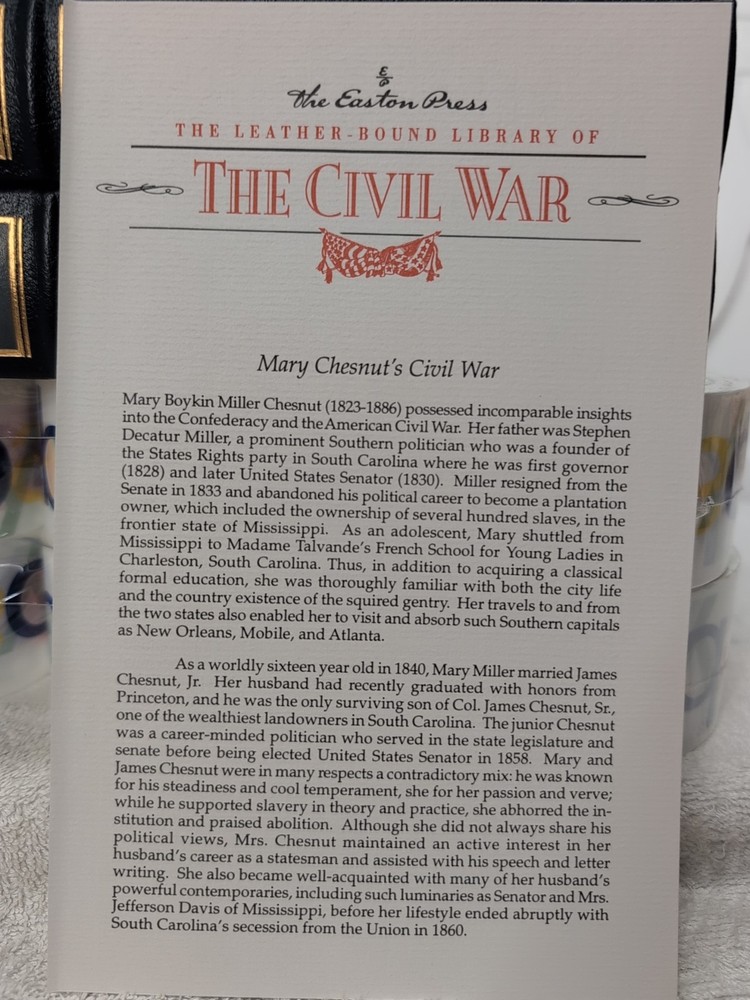 E
P
The Easton Press
THE LEATHER-BOUND LIBRARY OF
THE CIVIL WAR
Mary Chesnut's Civil War
Mary Boykin Miller Chesnut (1823-1886) possessed incomparable insights
into the Confederacy and the American Civil War. Her father was Stephen
Decatur Miller, a prominent Southern politician who was a founder of
the States Rights party in South Carolina where he was first governor
(1828) and later United States Senator (1830). Miller resigned from the
Senate in 1833 and abandoned his political career to become a plantation
owner, which included the ownership of several hundred slaves, in the
frontier state of Mississippi. As an adolescent, Mary shuttled from
Mississippi to Madame Talvande's French School for Young Ladies in
Charleston, South Carolina. Thus, in addition to acquiring a classical
formal education, she was thoroughly familiar with both the city life
and the country existence of the squired gentry. Her travels to and from
the two states also enabled her to visit and absorb such Southern capitals
as New Orleans, Mobile, and Atlanta.
As a worldly sixteen year old in 1840, Mary Miller married James
Chesnut, Jr. Her husband had recently graduated with honors from
Princeton, and he was the only surviving son of Col. James Chesnut, Sr.,
one of the wealthiest landowners in South Carolina. The junior Chesnut
was a career-minded politician who served in the state legislature and
senate before being elected United States Senator in 1858. Mary and
James Chesnut were in many respects a contradictory mix: he was known
for his steadiness and cool temperament, she for her passion and verve;
while he supported slavery in theory and practice, she abhorred the in-
stitution and praised abolition. Although she did not always share his
political views, Mrs. Chesnut maintained an active interest in her
husband's career as a statesman and assisted with his speech and letter
writing. She also became well-acquainted with many of her husband's
powerful contemporaries, including such luminaries as Senator and Mrs.
Jefferson Davis of Mississippi, before her lifestyle ended abruptly with
South Carolina's secession from the Union in 1860.